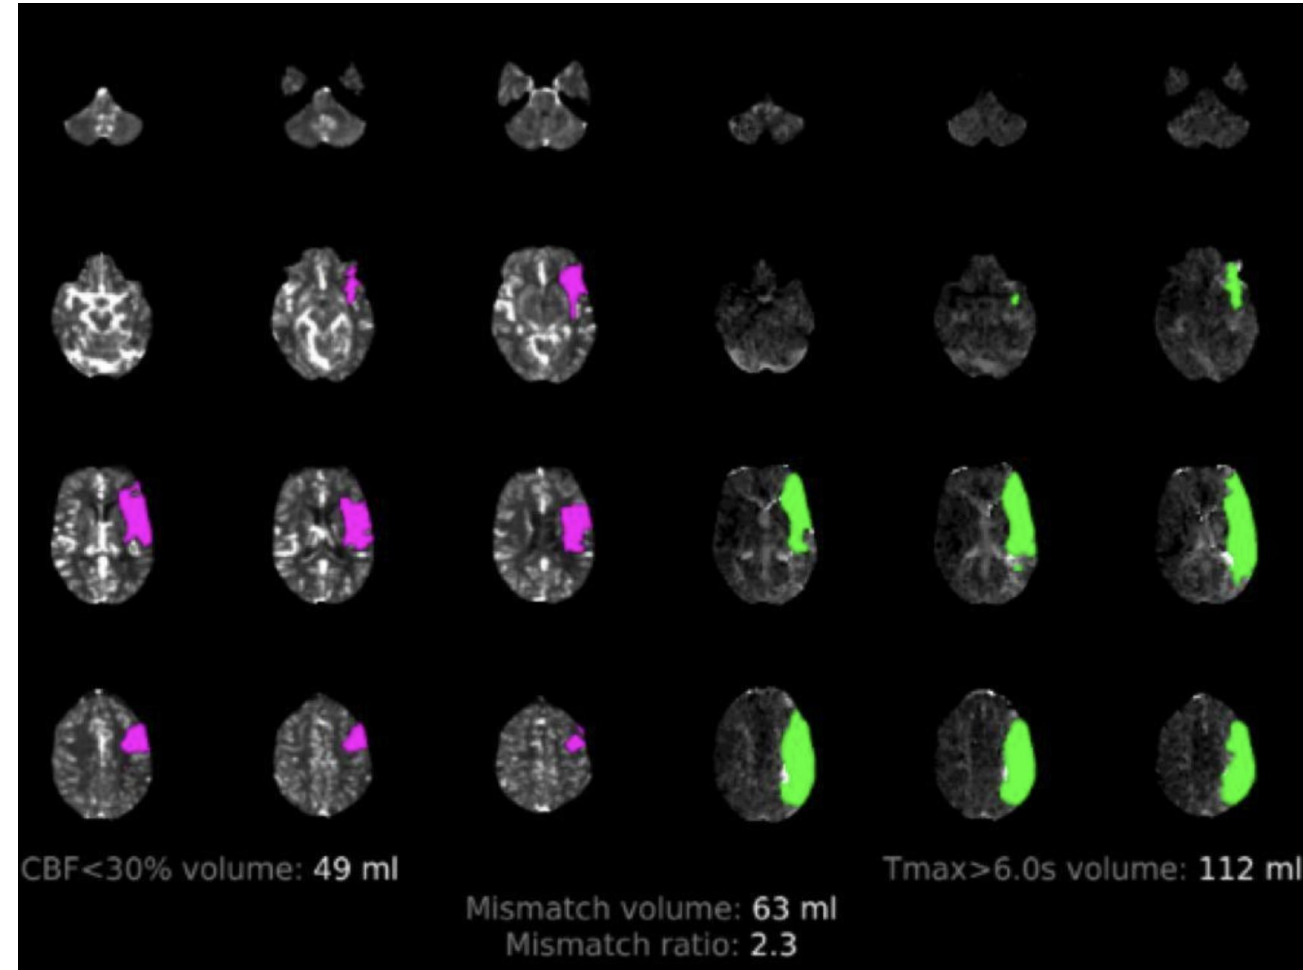 CBF<30% volume: 49 ml
Tmax>6.0s volume: 112 ml
Mismatch volume: 63 ml
Mismatch ratio: 2.3